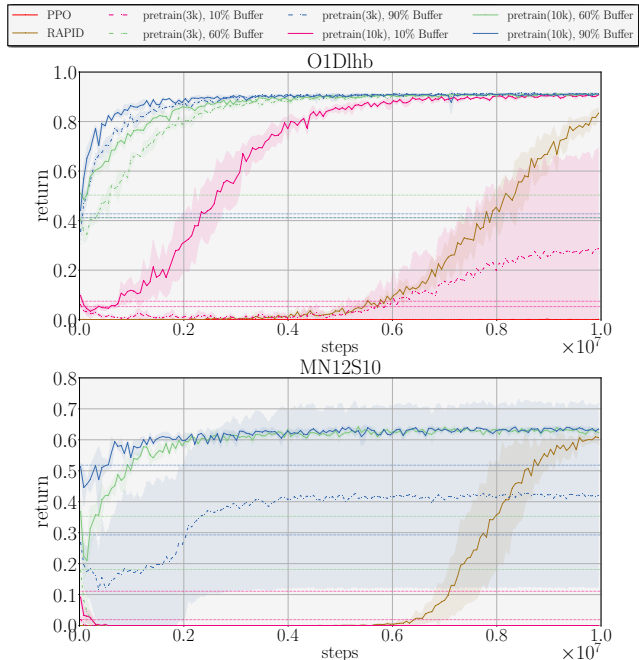 PPO pretrain(3k), 10% Buffer pretrain(3k), 90% Buffer pretrain(10k), 60% Buffer
RAPID pretrain(3k), 60% Buffer pretrain(10k), 10% Buffer pretrain(10k), 90% Buffer
O1Dlhb
1.0
0.8
0.6
0.4
0.2
0.0
return
0.0 0.2 0.4 0.6 0.8 1.0
steps
×10⁷
MN12S10
0.8
0.7
0.6
0.5
0.4
0.3
0.2
0.1
0.0
return
0.0 0.2 0.4 0.6 0.8 1.0
steps
×10⁷